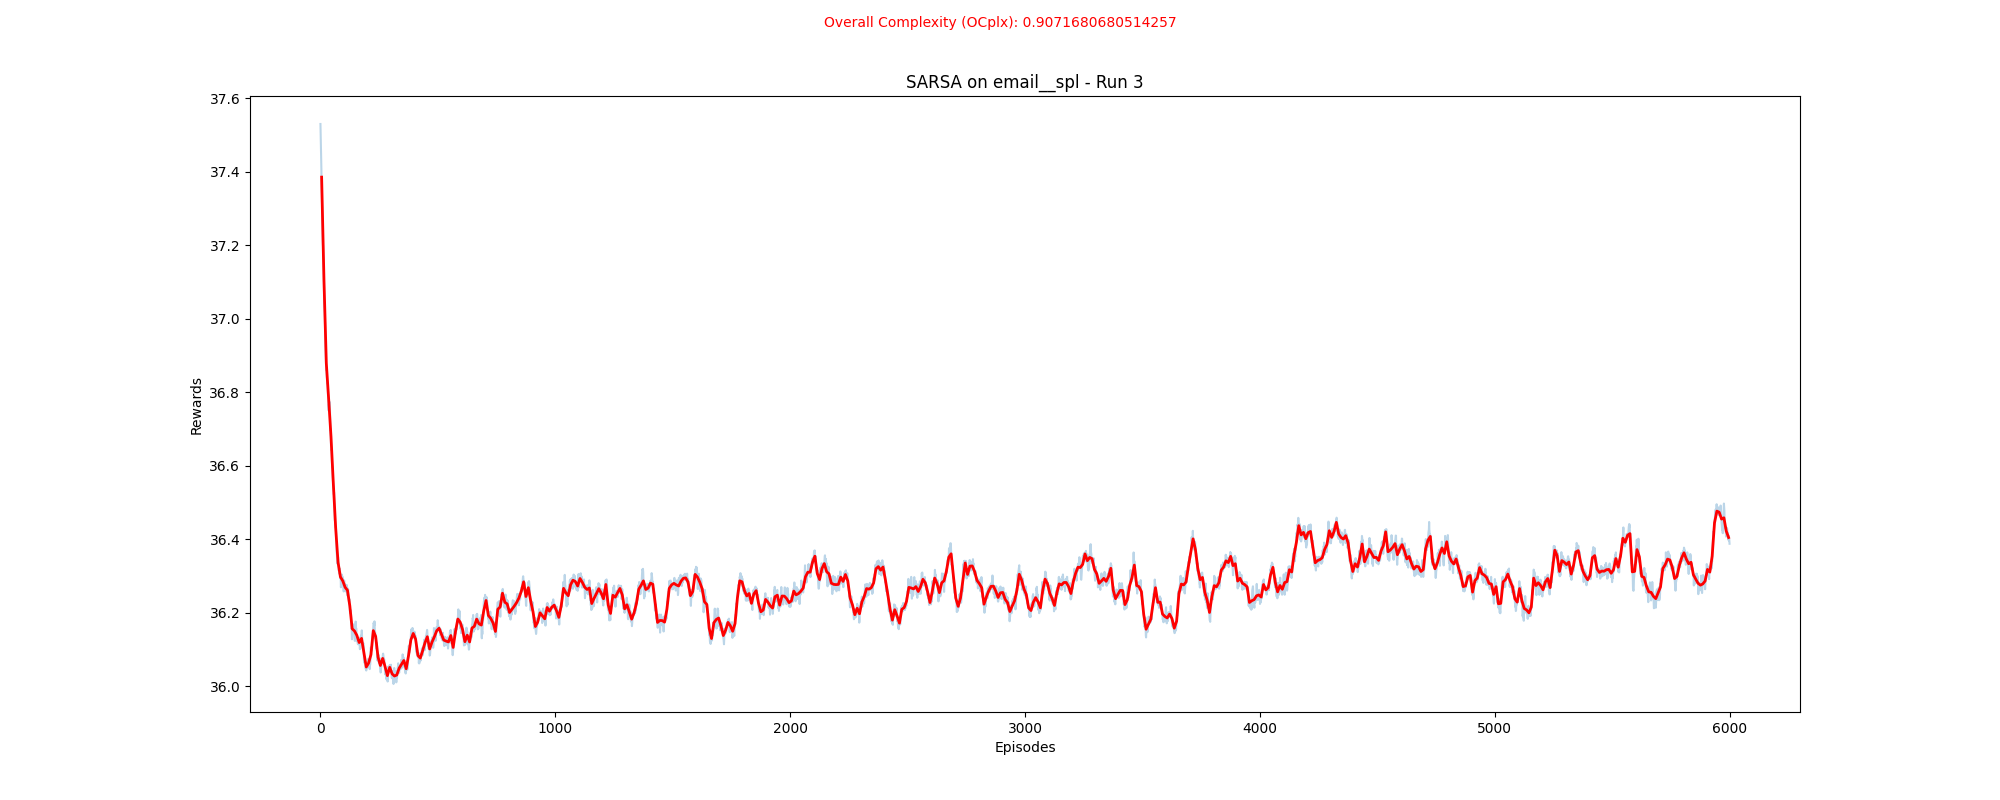 Overall Complexity (OCplx): 0.9071680680514257
SARSA on email__spl - Run 3
37.6
37.4
37.2
37.0
36.8
36.6
36.4
36.2
36.0
Rewards
0 1000 2000 3000 4000 5000 6000
Episodes